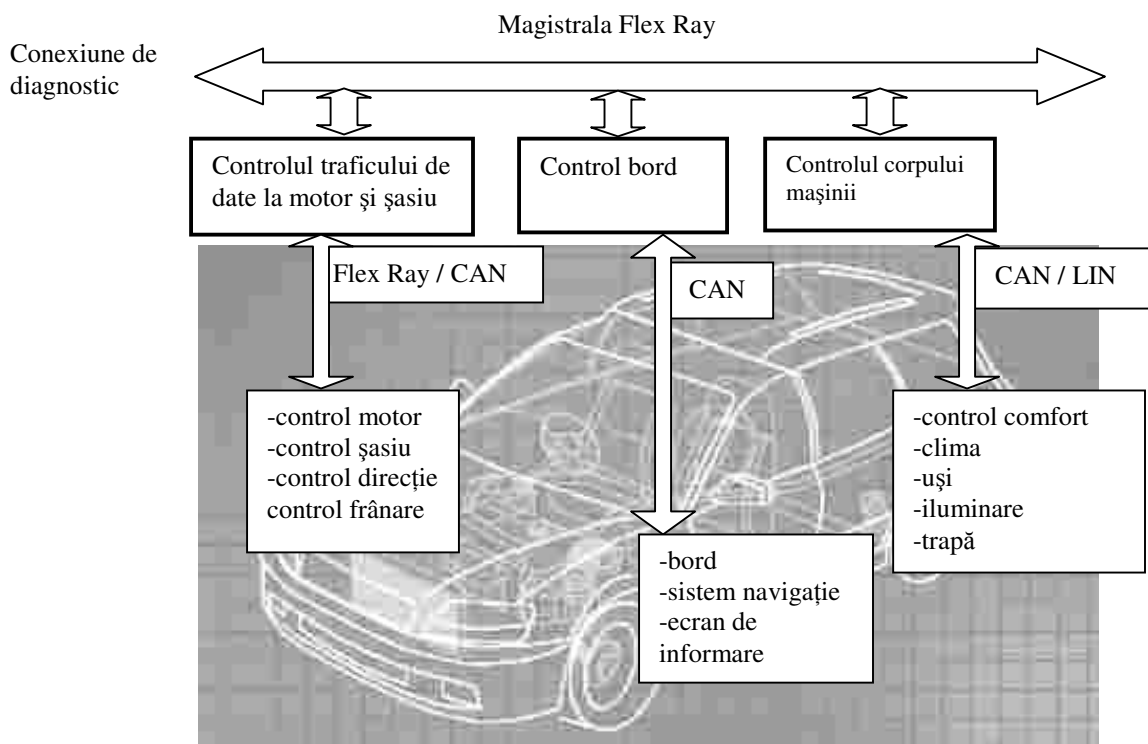 Magistrala Flex Ray
Conexiune de
diagnostic
Controlul traficului de
date la motor şi şasiu
Control bord
Controlul corpului
maşinii
Flex Ray / CAN
CAN
CAN / LIN
-control motor
-control şasiu
-control direcţie
control frânare
-bord
-sistem navigaţie
-ecran de
informare
-control comfort
-clima
-uşi
-iluminare
-trapă